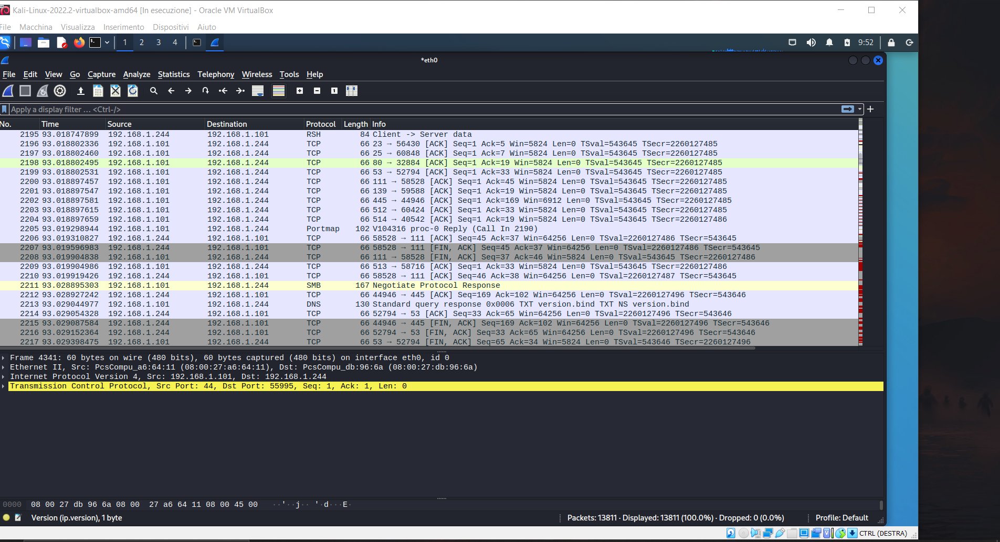 Kali-Linux-2022.2-virtualbox-amd64 [In esecuzione] - Oracle VM VirtualBox
File Macchina Visualizza Inserimento Dispositivi Aiuto
1 2 3 4 9:52
*eth0
File Edit View Go Capture Analyze Statistics Telephony Wireless Tools Help
Apply a display filter … <Ctrl-/>
No. Time Source Destination Protocol Length Info
2195 93.018747899 192.168.1.244 192.168.1.101 RSH 84 Client -> Server data
2196 93.018802336 192.168.1.101 192.168.1.244 TCP 66 23 → 56430 [ACK] Seq=1 Ack=5 Win=5824 Len=0 TSval=543645 TSecr=2260127485
2197 93.018802460 192.168.1.101 192.168.1.244 TCP 66 25 → 60848 [ACK] Seq=1 Ack=7 Win=5824 Len=0 TSval=543645 TSecr=2260127485
2198 93.018802495 192.168.1.101 192.168.1.244 TCP 66 80 → 32884 [ACK] Seq=1 Ack=19 Win=5824 Len=0 TSval=543645 TSecr=2260127485
2199 93.018802531 192.168.1.101 192.168.1.244 TCP 66 53 → 52794 [ACK] Seq=1 Ack=33 Win=5824 Len=0 TSval=543645 TSecr=2260127485
2200 93.018897457 192.168.1.101 192.168.1.244 TCP 66 111 → 58528 [ACK] Seq=1 Ack=45 Win=5824 Len=0 TSval=543645 TSecr=2260127485
2201 93.018897547 192.168.1.101 192.168.1.244 TCP 66 139 → 59588 [ACK] Seq=1 Ack=19 Win=5824 Len=0 TSval=543645 TSecr=2260127485
2202 93.018897581 192.168.1.101 192.168.1.244 TCP 66 445 → 44946 [ACK] Seq=1 Ack=169 Win=6912 Len=0 TSval=543645 TSecr=2260127485
2203 93.018897615 192.168.1.101 192.168.1.244 TCP 66 512 → 60424 [ACK] Seq=1 Ack=33 Win=5824 Len=0 TSval=543645 TSecr=2260127485
2204 93.018897659 192.168.1.101 192.168.1.244 TCP 66 514 → 40542 [ACK] Seq=1 Ack=19 Win=5824 Len=0 TSval=543645 TSecr=2260127486
2205 93.019298944 192.168.1.101 192.168.1.244 Portmap 102 V104316 proc-0 Reply (Call In 2190)
2206 93.019310827 192.168.1.244 192.168.1.101 TCP 66 58528 → 111 [ACK] Seq=45 Ack=37 Win=64256 Len=0 TSval=2260127486 TSecr=543645
2207 93.019596983 192.168.1.244 192.168.1.101 TCP 66 58528 → 111 [FIN, ACK] Seq=45 Ack=37 Win=64256 Len=0 TSval=2260127486 TSecr=543645
2208 93.019904838 192.168.1.101 192.168.1.244 TCP 66 111 → 58528 [FIN, ACK] Seq=37 Ack=46 Win=5824 Len=0 TSval=543645 TSecr=2260127486
2209 93.019904986 192.168.1.101 192.168.1.244 TCP 66 513 → 58716 [ACK] Seq=1 Ack=33 Win=5824 Len=0 TSval=543645 TSecr=2260127486
2210 93.019919426 192.168.1.244 192.168.1.101 TCP 66 58528 → 111 [ACK] Seq=46 Ack=38 Win=64256 Len=0 TSval=2260127487 TSecr=543645
2211 93.028895303 192.168.1.101 192.168.1.244 SMB 167 Negotiate Protocol Response
2212 93.028927242 192.168.1.244 192.168.1.101 TCP 66 44946 → 445 [ACK] Seq=169 Ack=102 Win=64256 Len=0 TSval=2260127496 TSecr=543646
2213 93.029044977 192.168.1.101 192.168.1.244 DNS 130 Standard query response 0x0006 TXT version.bind TXT NS version.bind
2214 93.029054328 192.168.1.244 192.168.1.101 TCP 66 52794 → 53 [ACK] Seq=33 Ack=65 Win=64256 Len=0 TSval=2260127496 TSecr=543646
2215 93.029087584 192.168.1.244 192.168.1.101 TCP 66 44946 → 445 [FIN, ACK] Seq=169 Ack=102 Win=64256 Len=0 TSval=2260127496 TSecr=543646
2216 93.029152364 192.168.1.244 192.168.1.101 TCP 66 52794 → 53 [FIN, ACK] Seq=33 Ack=65 Win=64256 Len=0 TSval=2260127496 TSecr=543646
2217 93.029398475 192.168.1.101 192.168.1.244 TCP 66 53 → 52794 [FIN, ACK] Seq=65 Ack=34 Win=5824 Len=0 TSval=543646 TSecr=2260127496
Frame 4341: 60 bytes on wire (480 bits), 60 bytes captured (480 bits) on interface eth0, id 0
Ethernet II, Src: PcsCompu_a6:64:11 (08:00:27:a6:64:11), Dst: PcsCompu_db:96:6a (08:00:27:db:96:6a)
Internet Protocol Version 4, Src: 192.168.1.101, Dst: 192.168.1.244
Transmission Control Protocol, Src Port: 44, Dst Port: 55995, Seq: 1, Ack: 1, Len: 0
0000 08 00 27 db 96 6a 08 00 27 a6 64 11 08 00 45 00 ··'··j·· '·d···E·
Version (ip.version), 1 byte Packets: 13811 · Displayed: 13811 (100.0%) · Dropped: 0 (0.0%) Profile: Default
CTRL (DESTRA)